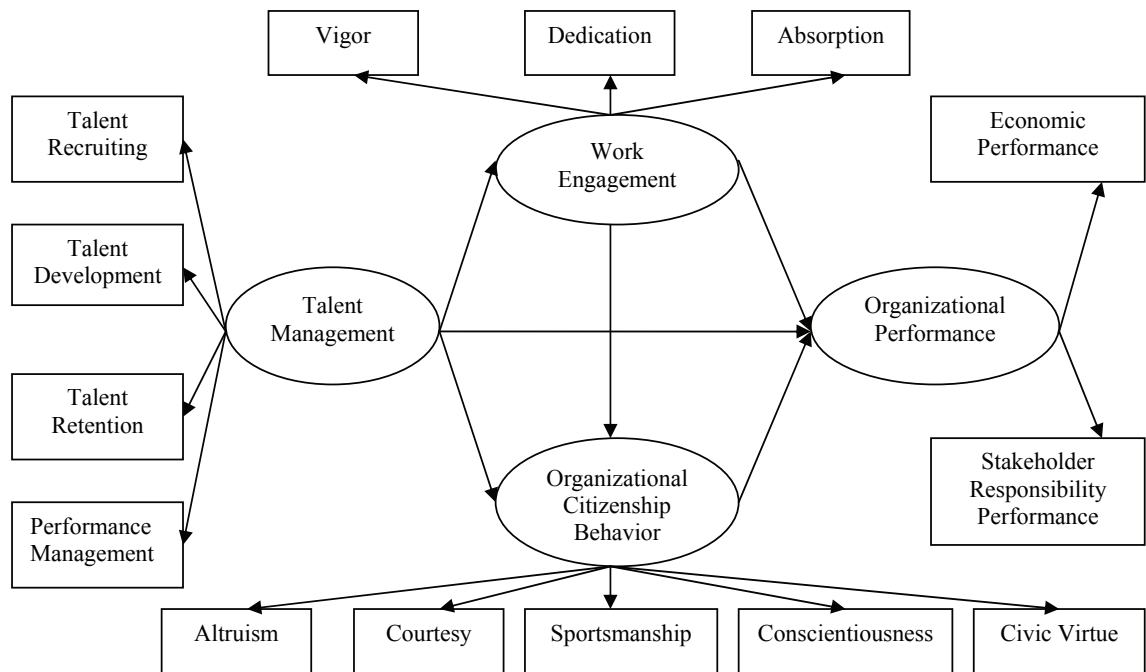 Vigor
Dedication
Absorption
Talent
Recruiting
Economic
Performance
Work
Engagement
Talent
Development
Talent
Management
Organizational
Performance
Talent
Retention
Organizational
Citizenship
Behavior
Stakeholder
Responsibility
Performance
Performance
Management
Altruism
Courtesy
Sportsmanship
Conscientiousness
Civic Virtue